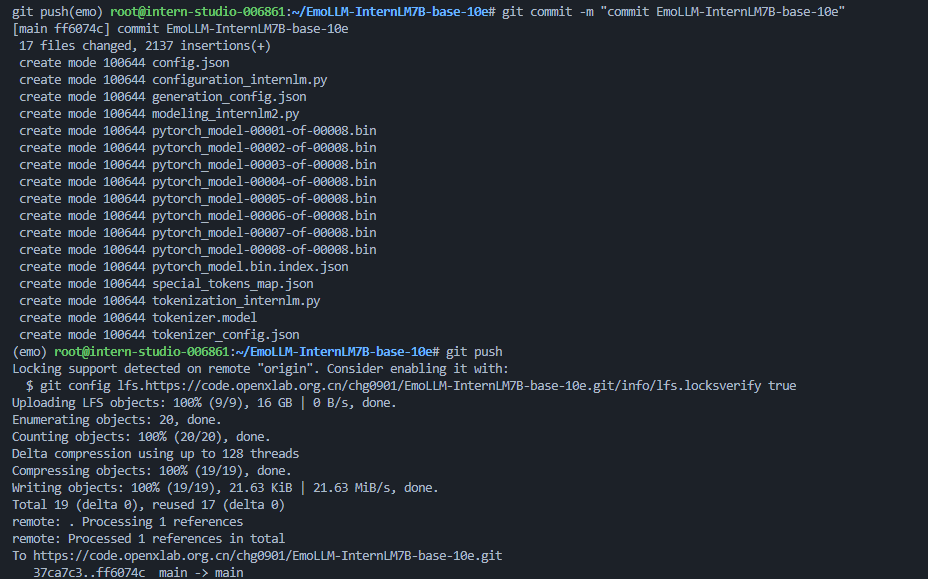 git push(emo) root@intern-studio-006861:~/EmoLLM-InternLM7B-base-10e# git commit -m "commit EmoLLM-InternLM7B-base-10e"
[main ff6074c] commit EmoLLM-InternLM7B-base-10e
 17 files changed, 2137 insertions(+)
 create mode 100644 config.json
 create mode 100644 configuration_internlm.py
 create mode 100644 generation_config.json
 create mode 100644 modeling_internlm2.py
 create mode 100644 pytorch_model-00001-of-00008.bin
 create mode 100644 pytorch_model-00002-of-00008.bin
 create mode 100644 pytorch_model-00003-of-00008.bin
 create mode 100644 pytorch_model-00004-of-00008.bin
 create mode 100644 pytorch_model-00005-of-00008.bin
 create mode 100644 pytorch_model-00006-of-00008.bin
 create mode 100644 pytorch_model-00007-of-00008.bin
 create mode 100644 pytorch_model-00008-of-00008.bin
 create mode 100644 pytorch_model.bin.index.json
 create mode 100644 special_tokens_map.json
 create mode 100644 tokenization_internlm.py
 create mode 100644 tokenizer.model
 create mode 100644 tokenizer_config.json
(emo) root@intern-studio-006861:~/EmoLLM-InternLM7B-base-10e# git push
Locking support detected on remote "origin". Consider enabling it with:
  $ git config lfs.https://code.openxlab.org.cn/chg0901/EmoLLM-InternLM7B-base-10e.git/info/lfs.locksverify true
Uploading LFS objects: 100% (9/9), 16 GB | 0 B/s, done.
Enumerating objects: 20, done.
Counting objects: 100% (20/20), done.
Delta compression using up to 128 threads
Compressing objects: 100% (19/19), done.
Writing objects: 100% (19/19), 21.63 KiB | 21.63 MiB/s, done.
Total 19 (delta 0), reused 17 (delta 0)
remote: . Processing 1 references
remote: Processed 1 references in total
To https://code.openxlab.org.cn/chg0901/EmoLLM-InternLM7B-base-10e.git
   37ca7c3..ff6074c  main -> main